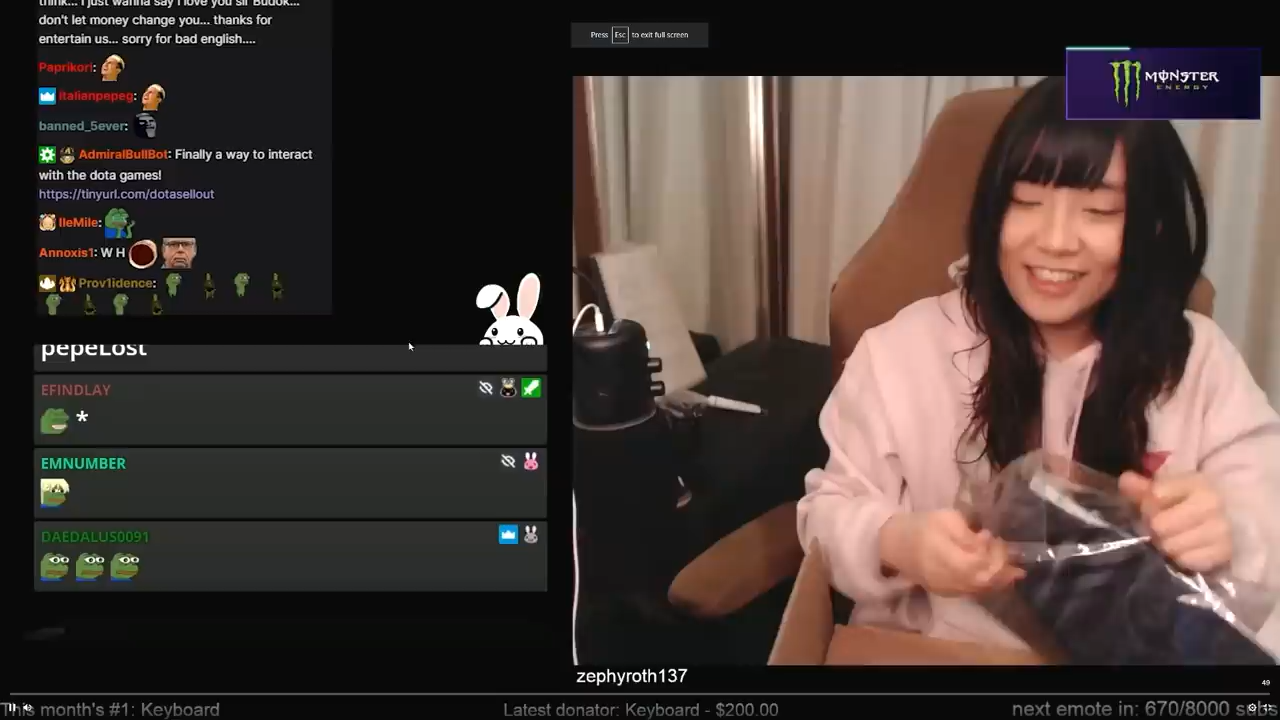 think... I just wanna say I love you sir Budok...
don't let money change you... thanks for
entertain us... sorry for bad english....
Paprikori:
italianpepeg:
banned_5ever:
AdmiralBullBot: Finally a way to interact
with the dota games!
https://tinyurl.com/dotasellout
IleMile:
Annoxis1: W H
Prov1idence:
pepeLost
EFINDLAY
*
EMNUMBER
DAEDALUS0091
Press Esc to exit full screen
MONSTER
ENERGY
zephyroth137
49
This month's #1: Keyboard
Latest donator: Keyboard - $200.00
next emote in: 670/8000 subs